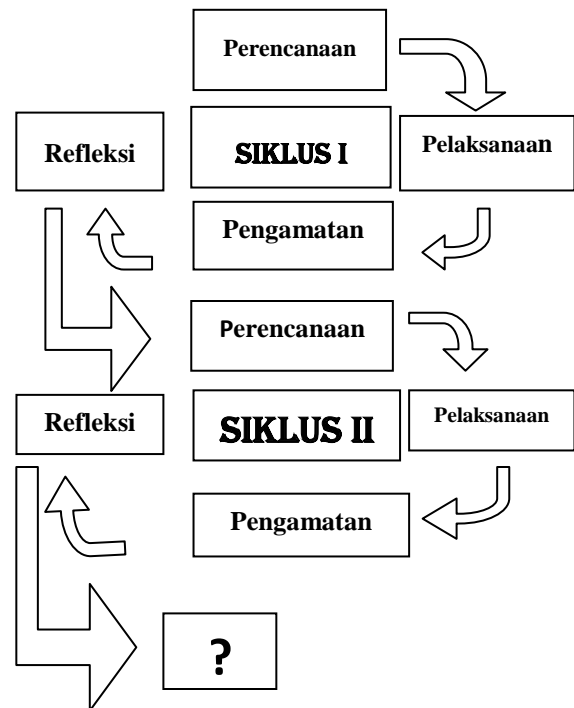 Perencanaan
Refleksi
SIKLUS I
Pelaksanaan
Pengamatan
Perencanaan
Refleksi
SIKLUS II
Pelaksanaan
Pengamatan
?